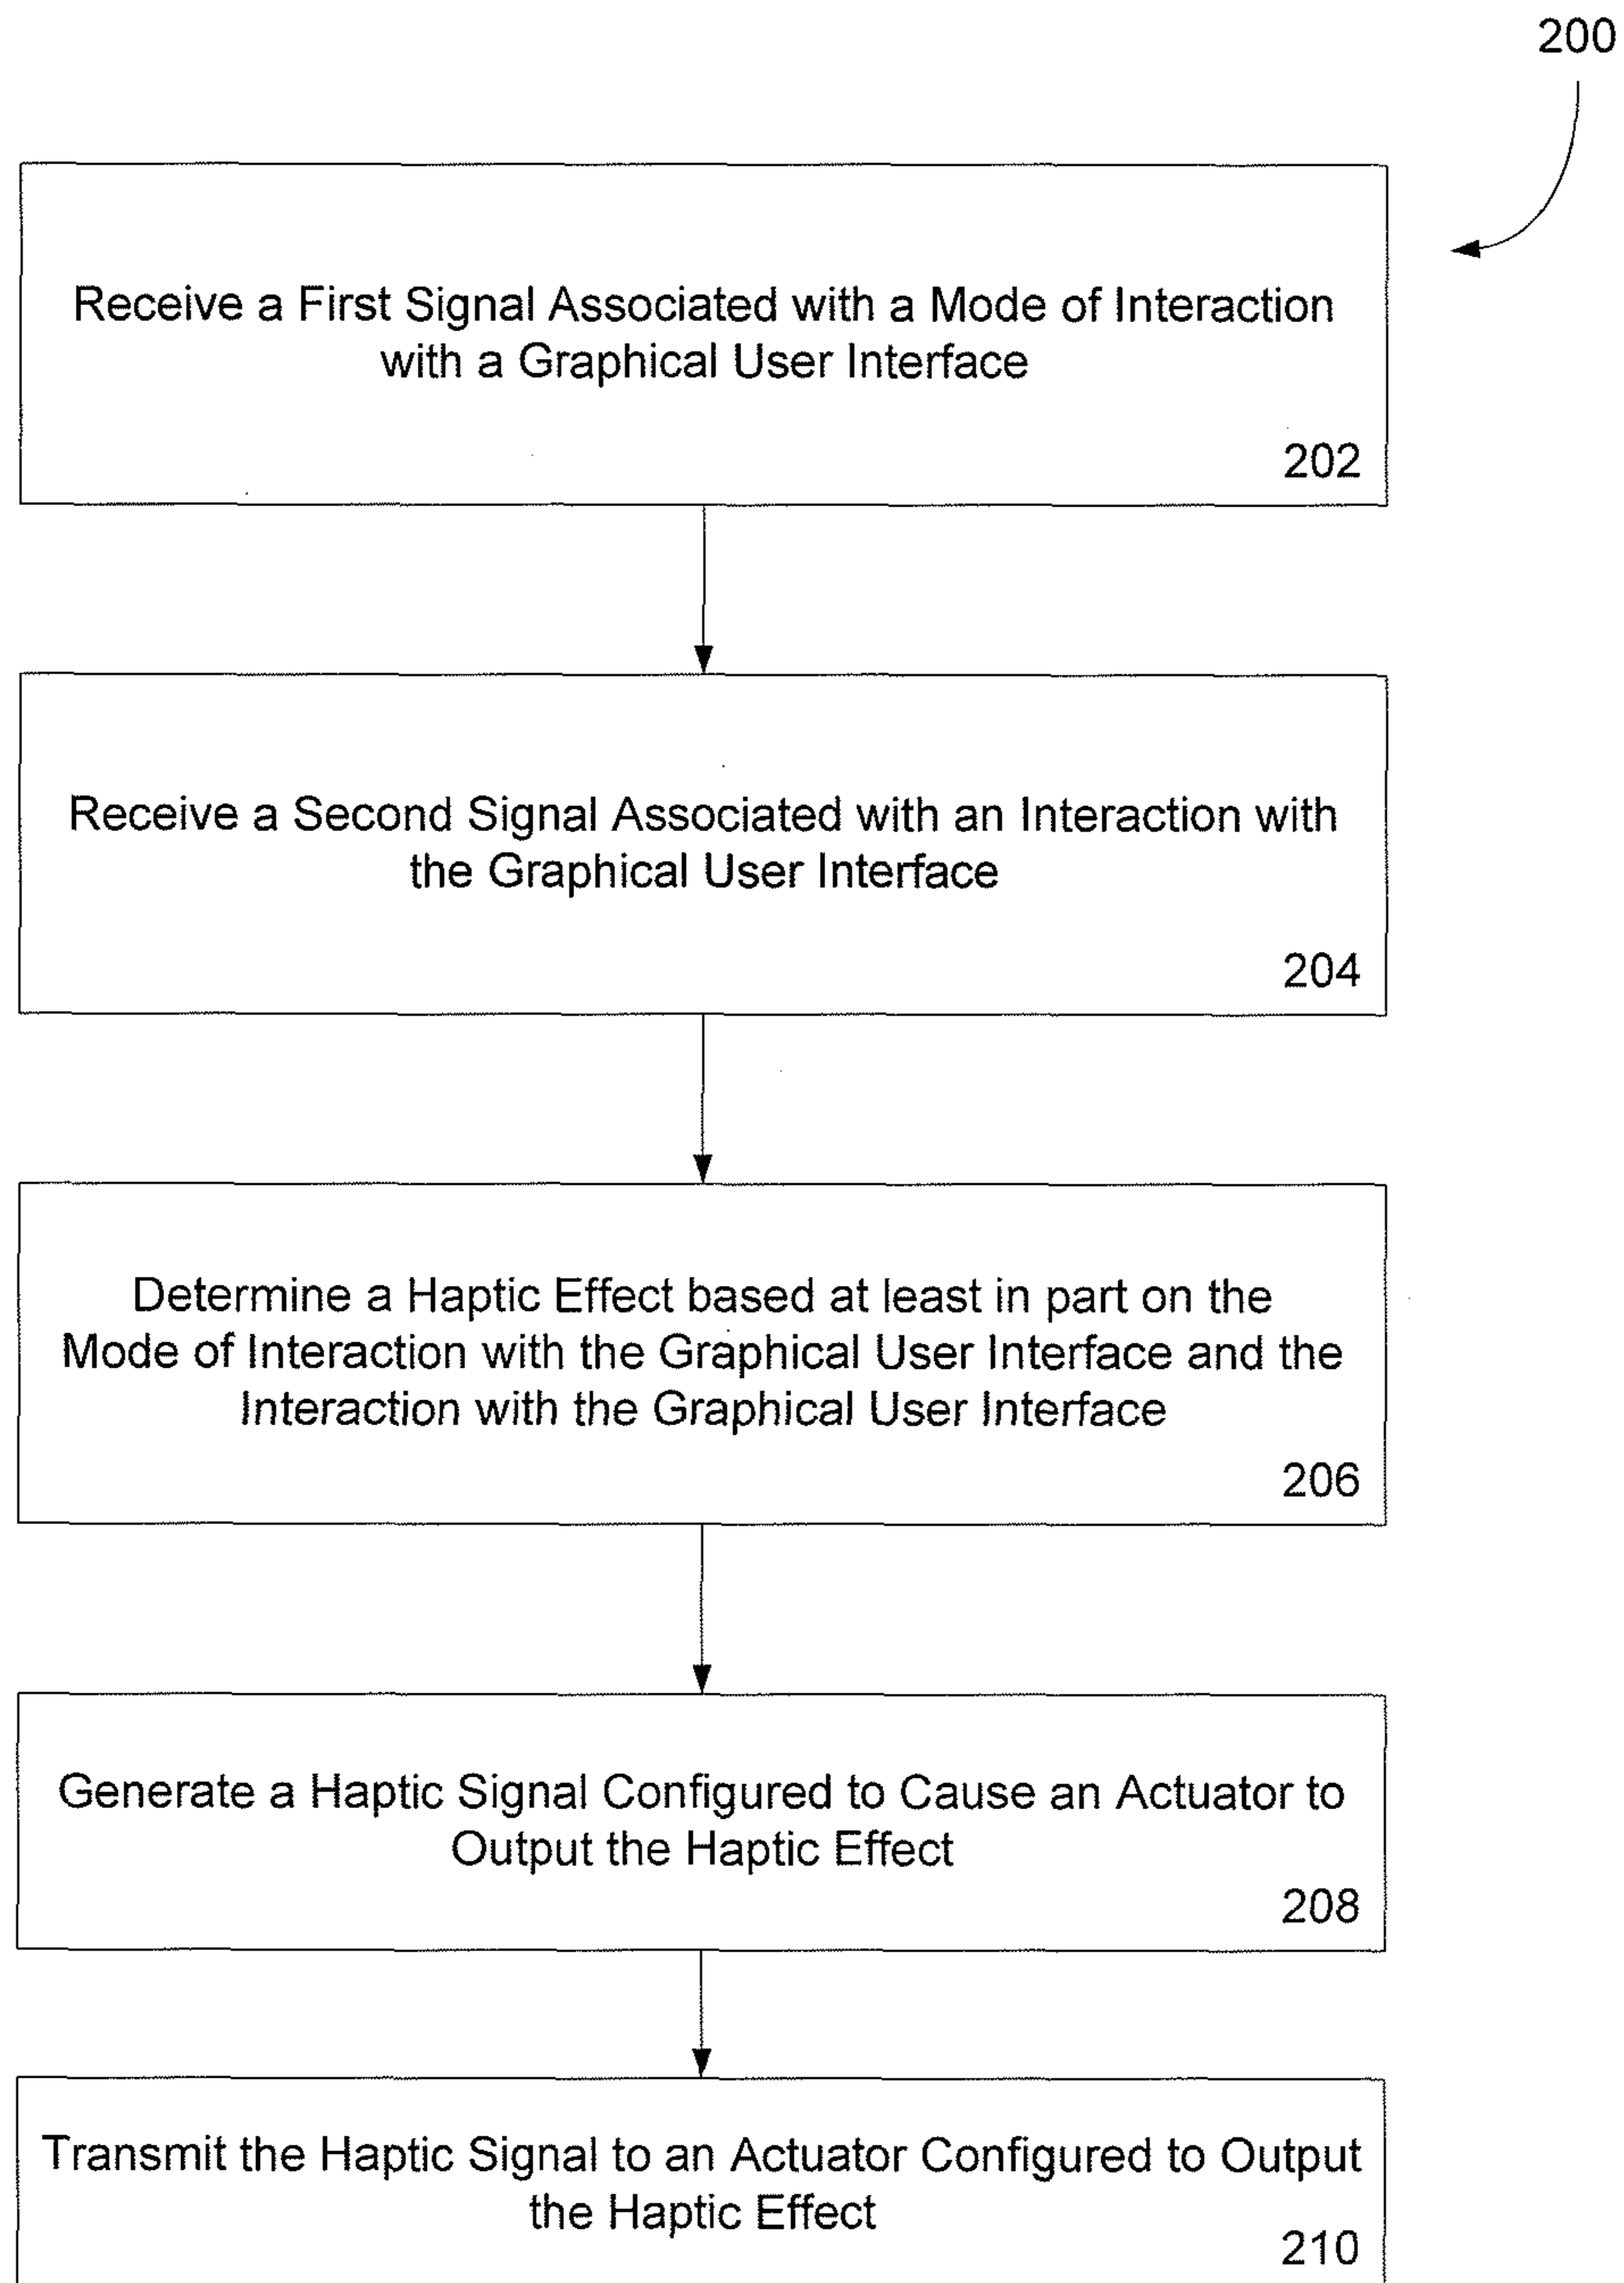 200
Receive a First Signal Associated with a Mode of Interaction
with a Graphical User Interface
202
Receive a Second Signal Associated with an Interaction with
the Graphical User Interface
204
Determine a Haptic Effect based at least in part on the
Mode of Interaction with the Graphical User Interface and the
Interaction with the Graphical User Interface
206
Generate a Haptic Signal Configured to Cause an Actuator to
Output the Haptic Effect
208
Transmit the Haptic Signal to an Actuator Configured to Output
the Haptic Effect
210